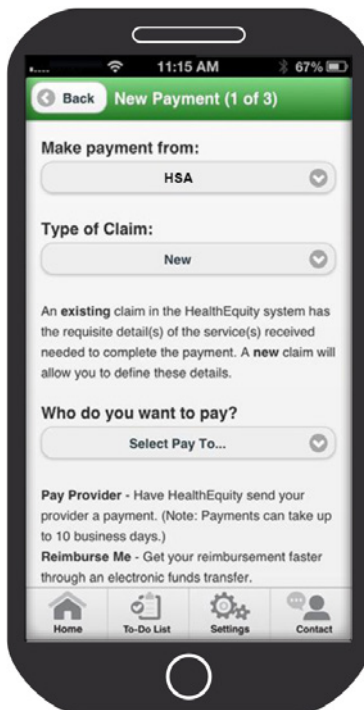 11:15 AM 67%
Back New Payment (1 of 3)
Make payment from:
HSA
Type of Claim:
New
An existing claim in the HealthEquity system has
the requisite detail(s) of the service(s) received
needed to complete the payment. A new claim will
allow you to define these details.
Who do you want to pay?
Select Pay To...
Pay Provider - Have HealthEquity send your
provider a payment. (Note: Payments can take up
to 10 business days.)
Reimburse Me - Get your reimbursement faster
through an electronic funds transfer.
Home To-Do List Settings Contact